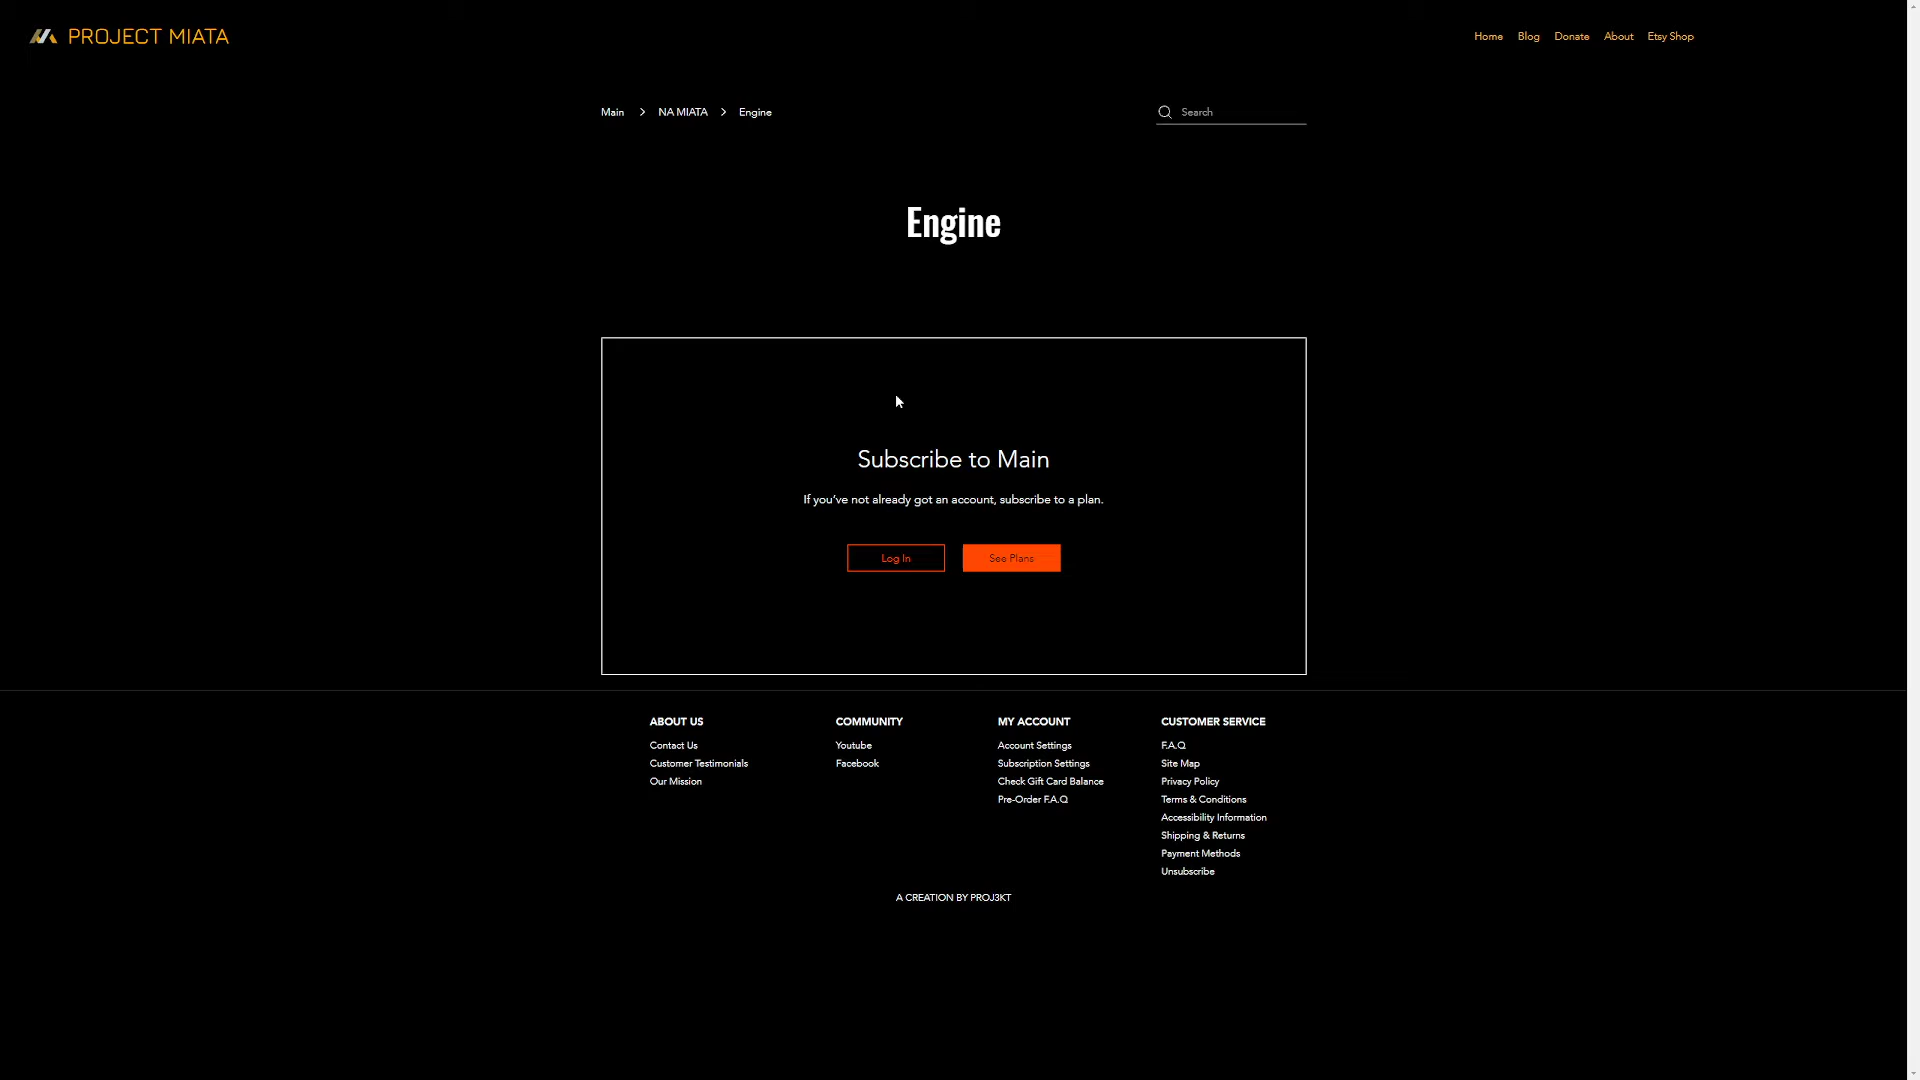 PROJECT MIATA
Home Blog Donate About Etsy Shop
Main > NA MIATA > Engine
Search
Engine
Subscribe to Main
If you've not already got an account, subscribe to a plan.
Log In
See Plans
ABOUT US
Contact Us
Customer Testimonials
Our Mission
COMMUNITY
Youtube
Facebook
MY ACCOUNT
Account Settings
Subscription Settings
Check Gift Card Balance
Pre-Order F.A.Q
CUSTOMER SERVICE
F.A.Q
Site Map
Privacy Policy
Terms & Conditions
Accessibility Information
Shipping & Returns
Payment Methods
Unsubscribe
A CREATION BY PROJ3KT